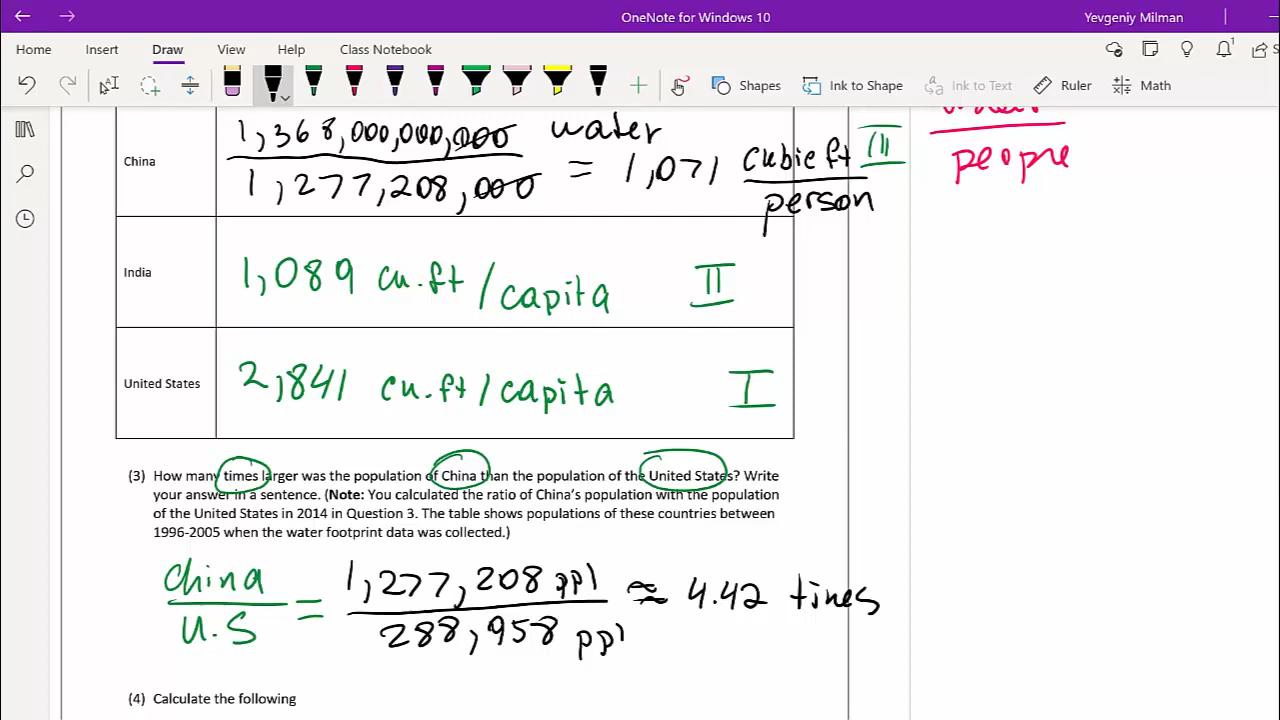 OneNote for Windows 10
Yevgeniy Milman
Home Insert Draw View Help Class Notebook
Shapes Ink to Shape Ink to Text Ruler Math
China
1,368,000,000,000 water
1,277,208,000
= 1,071 cubic ft
person
III
people
India
1,089 cu.ft/capita II
United States
2,841 cu.ft/capita I
(3) How many times larger was the population of China than the population of the United States? Write
your answer in a sentence. (Note: You calculated the ratio of China's population with the population
of the United States in 2014 in Question 3. The table shows populations of these countries between
1996-2005 when the water footprint data was collected.)
China
U.S
= 1,277,208 ppl
288,958 ppl
≈ 4.42 times
(4) Calculate the following